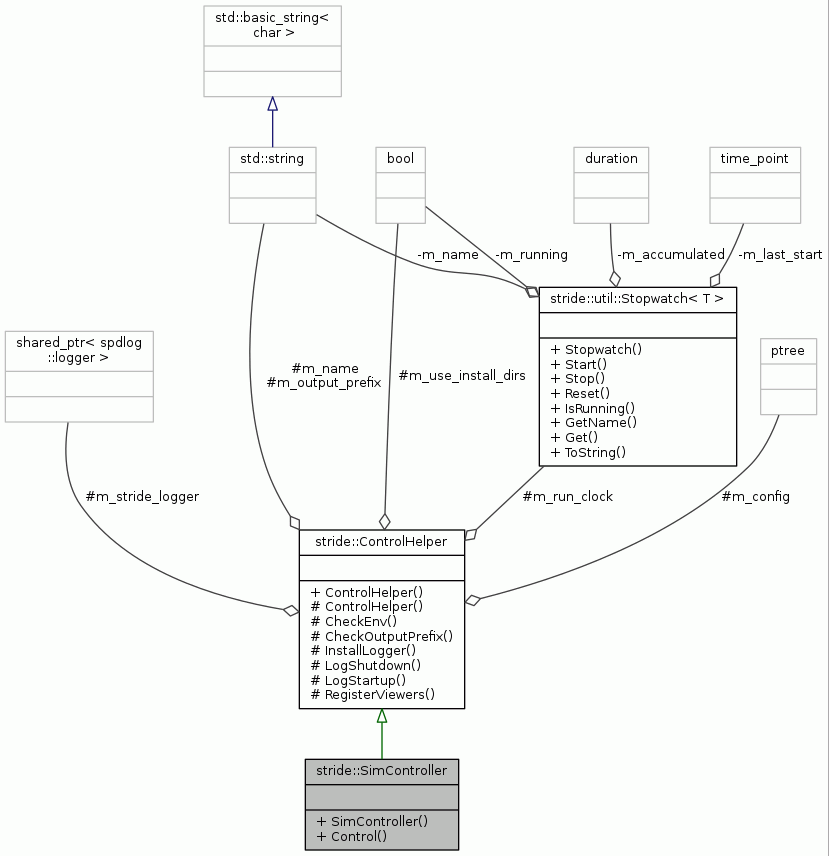 std::basic_string<
char >
std::string
bool
duration
time_point
-m_name
-m_running
-m_accumulated
-m_last_start
stride::util::Stopwatch< T >
+ Stopwatch()
+ Start()
+ Stop()
+ Reset()
+ IsRunning()
+ GetName()
+ Get()
+ ToString()
shared_ptr< spdlog
::logger >
ptree
#m_name
#m_output_prefix
#m_use_install_dirs
#m_stride_logger
#m_run_clock
#m_config
stride::ControlHelper
+ ControlHelper()
# ControlHelper()
# CheckEnv()
# CheckOutputPrefix()
# InstallLogger()
# LogShutdown()
# LogStartup()
# RegisterViewers()
stride::SimController
+ SimController()
+ Control()